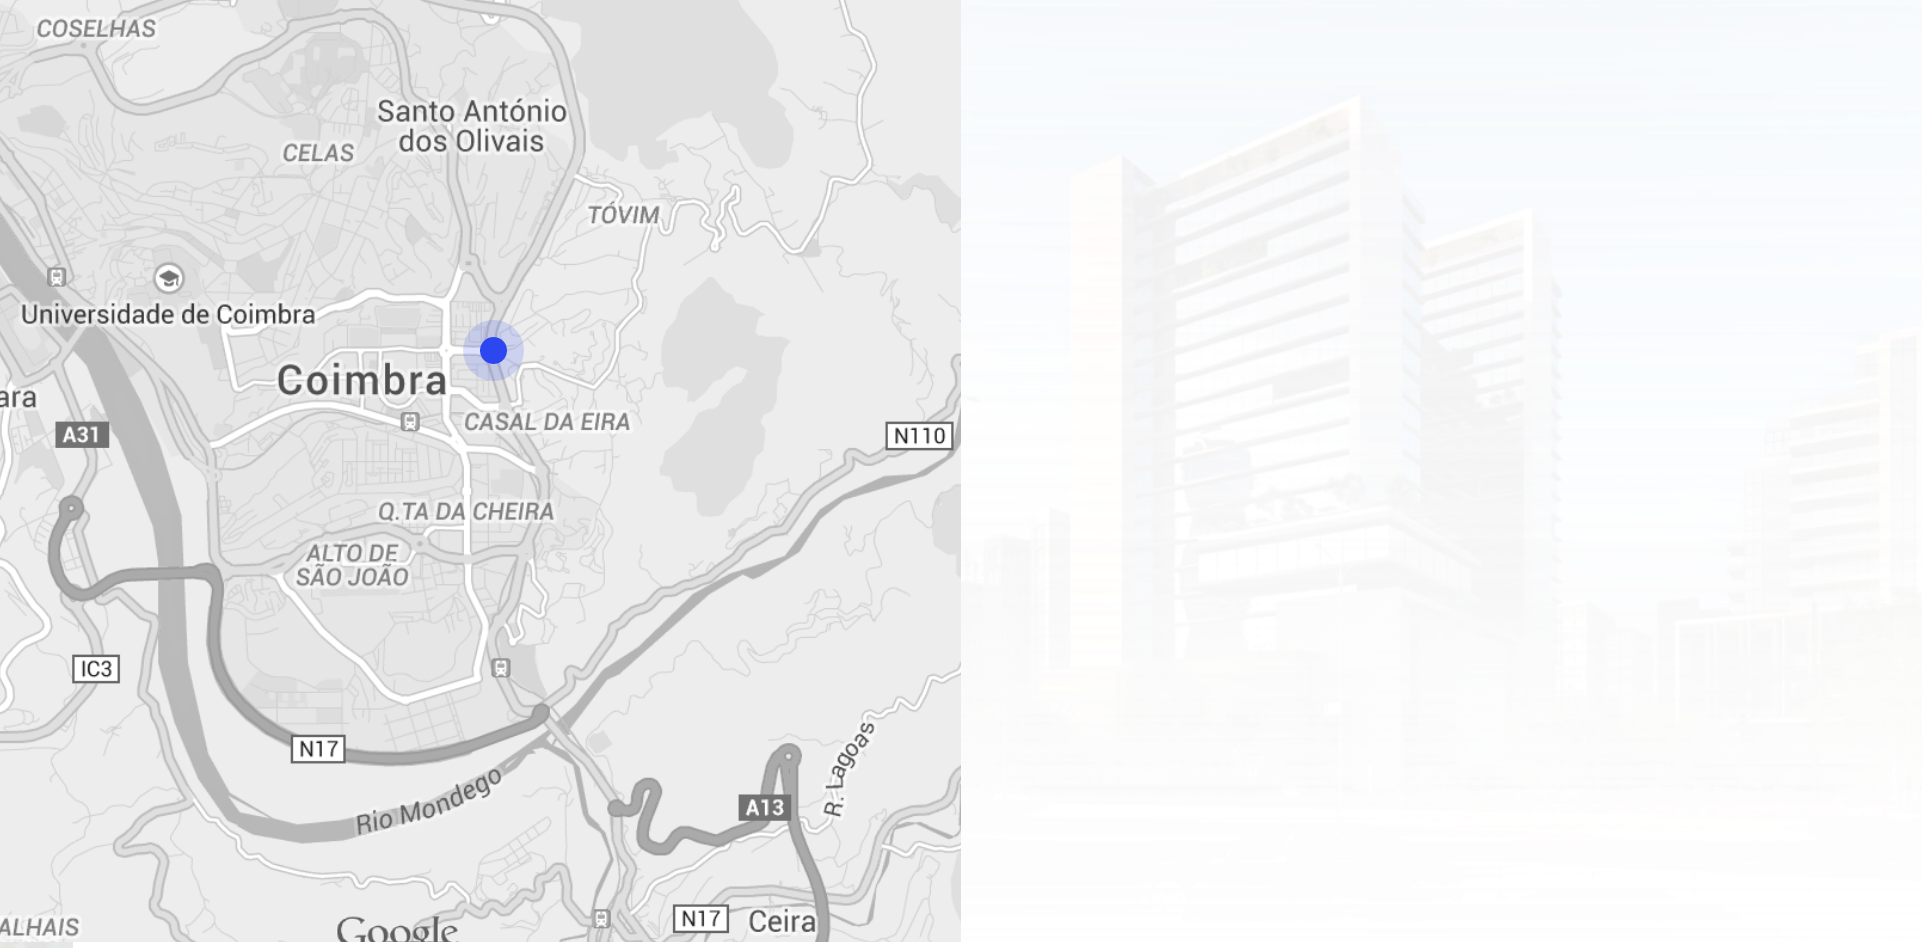 COSELHAS
Santo António
dos Olivais
CELAS
TÓVIM
Universidade de Coimbra
Coimbra
ara
CASAL DA EIRA
A31
N110
Q.TA DA CHEIRA
ALTO DE
SÃO JOÃO
IC3
N17
R. Lagoas
Rio Mondego
A13
N17
Ceira
ALHAIS
Google